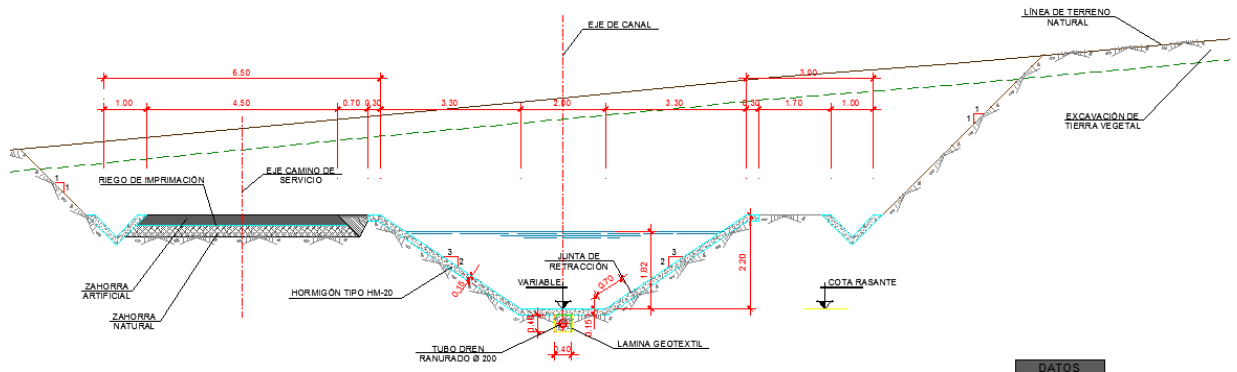 LÍNEA DE TERRENO
NATURAL
EJE DE CANAL
6.50
3.00
1.00
4.50
0.70
0.30
3.30
2.00
3.30
0.30
1.70
1.00
1
1
EXCAVACIÓN DE
TIERRA VEGETAL
RIEGO DE IMPRIMACIÓN
EJE CAMINO DE
SERVICIO
1
1
3
2
JUNTA DE
RETRACCIÓN
3
2
1.82
2.20
ZAHORRA
ARTIFICIAL
HORMIGÓN TIPO HM-20
VARIABLE
0.70
COTA RASANTE
ZAHORRA
NATURAL
0.15
TUBO DREN
RANURADO Ø 200
0.40
LAMINA GEOTEXTIL
DATOS